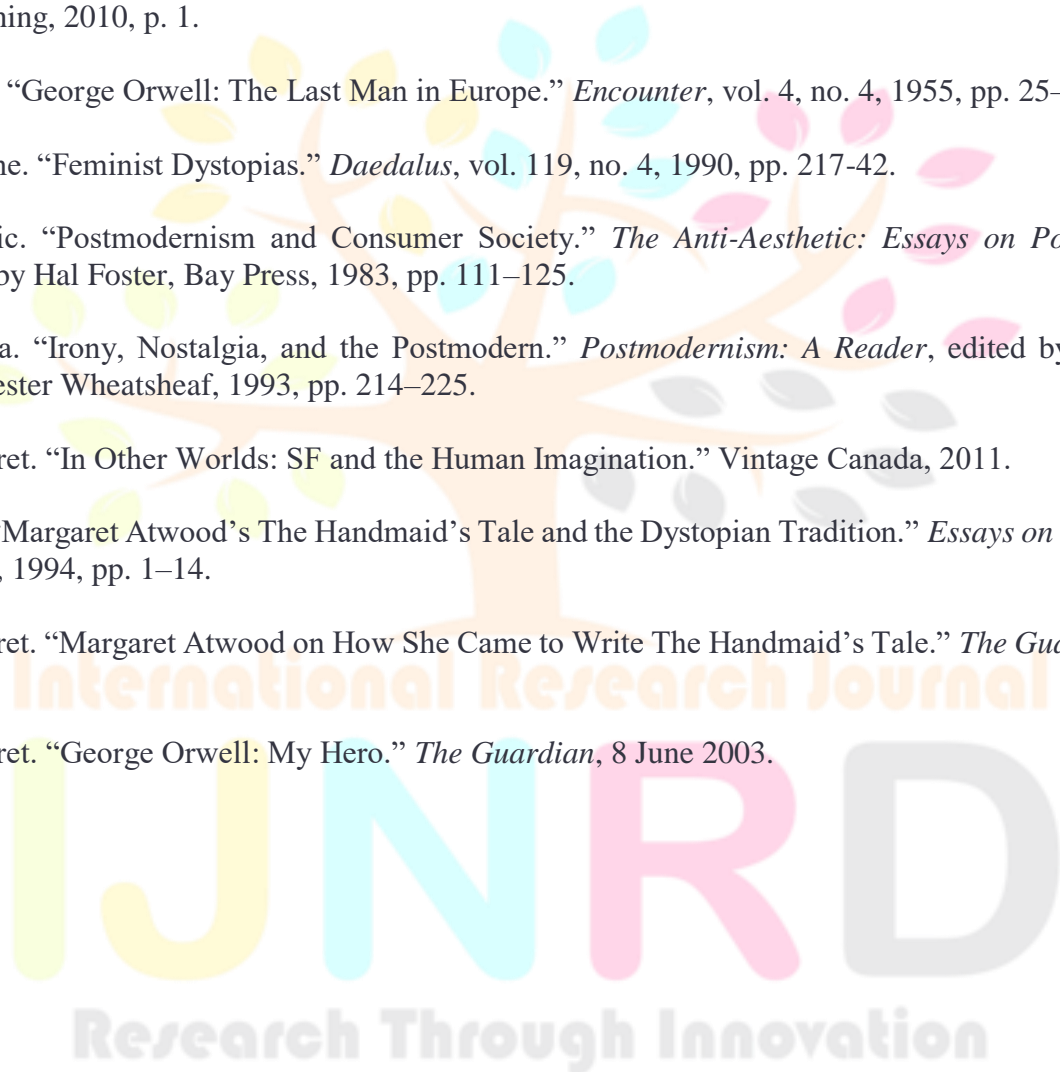 ning, 2010, p. 1.
“George Orwell: The Last Man in Europe.” Encounter, vol. 4, no. 4, 1955, pp. 25–
ne. “Feminist Dystopias.” Daedalus, vol. 119, no. 4, 1990, pp. 217-42.
ic. “Postmodernism and Consumer Society.” The Anti-Aesthetic: Essays on Po
by Hal Foster, Bay Press, 1983, pp. 111–125.
a. “Irony, Nostalgia, and the Postmodern.” Postmodernism: A Reader, edited by
ester Wheatsheaf, 1993, pp. 214–225.
ret. “In Other Worlds: SF and the Human Imagination.” Vintage Canada, 2011.
“Margaret Atwood’s The Handmaid’s Tale and the Dystopian Tradition.” Essays on
, 1994, pp. 1–14.
ret. “Margaret Atwood on How She Came to Write The Handmaid’s Tale.” The Gua
International Research Journal
ret. “George Orwell: My Hero.” The Guardian, 8 June 2003.
IJNRD
Research Through Innovation